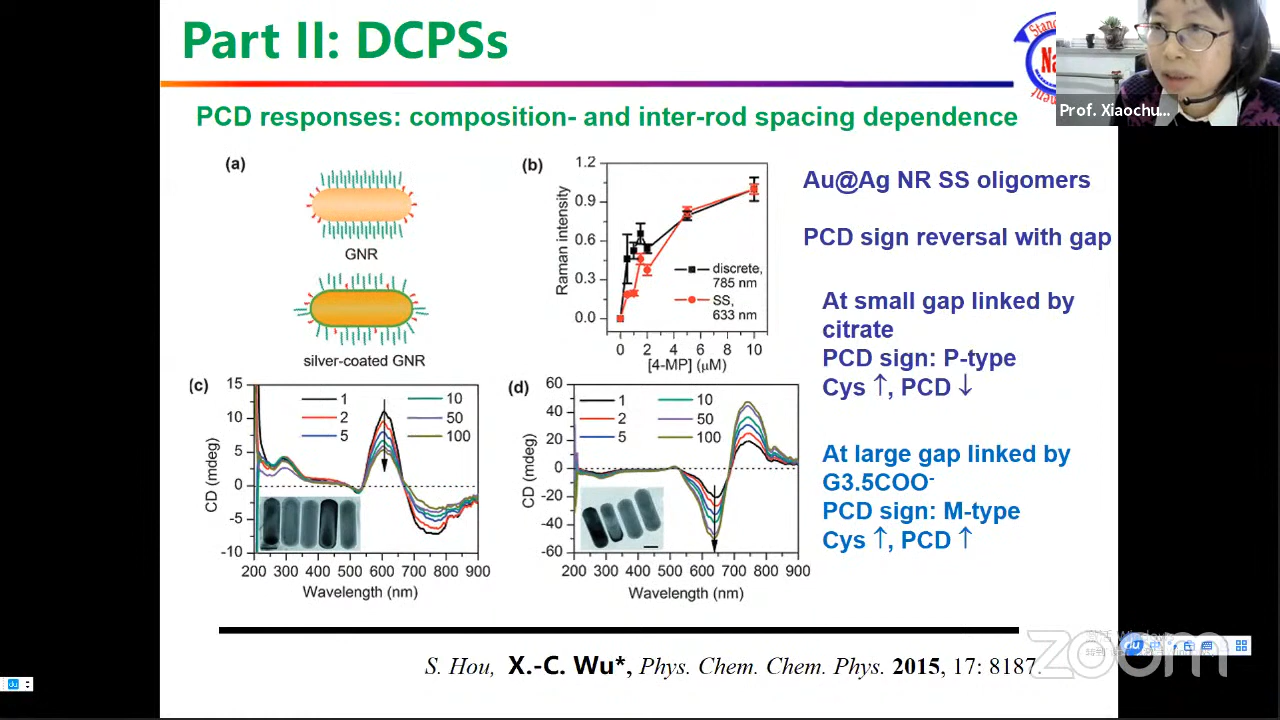 Part II: DCPSs
Prof. Xiaochu...
PCD responses: composition- and inter-rod spacing dependence
(a)
GNR
silver-coated GNR
(b)
Raman intensity
1.2
0.9
0.6
0.3
0.0
discrete,
785 nm
SS,
633 nm
0 2 4 6 8 10
[4-MP] (μM)
Au@Ag NR SS oligomers
PCD sign reversal with gap
At small gap linked by
citrate
PCD sign: P-type
Cys ↑, PCD ↓
At large gap linked by
G3.5COO-
PCD sign: M-type
Cys ↑, PCD ↑
(c)
CD (mdeg)
15
10
5
0
-5
-10
1 10
2 50
5 100
200 300 400 500 600 700 800 900
Wavelength (nm)
(d)
CD (mdeg)
60
40
20
0
-20
-40
-60
1 10
2 50
5 100
200 300 400 500 600 700 800 900
Wavelength (nm)
S. Hou, X.-C. Wu*, Phys. Chem. Chem. Phys. 2015, 17: 8187.
zoom
du